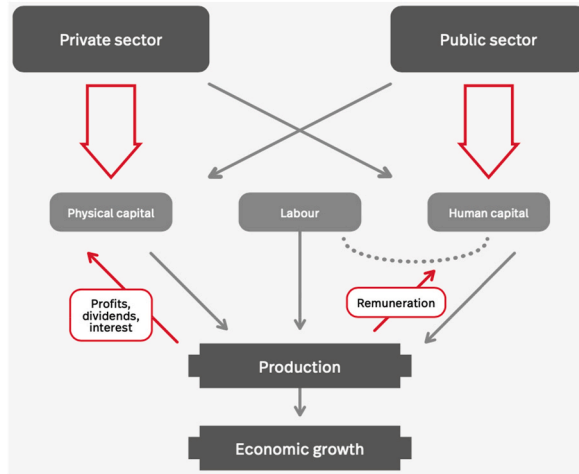 Private sector
Public sector
Physical capital
Labour
Human capital
Profits,
dividends,
interest
Remuneration
Production
Economic growth